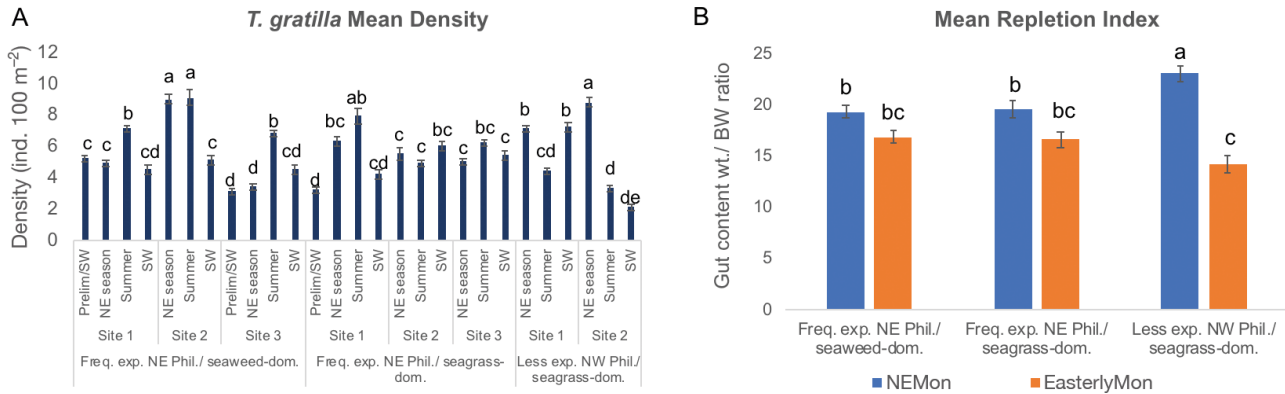 A
T. gratilla Mean Density
Density (ind. 100 m–2)
12
10
8
6
4
2
0
c
c
b
cd
a
a
c
d
d
b
cd
d
bc
ab
cd
c
c
bc
c
bc
c
b
cd
b
a
d
de
Prelim/SW
NE season
Summer
SW
NE season
Summer
SW
Prelim/SW
NE season
Summer
SW
Prelim/SW
NE season
Summer
SW
NE season
Summer
SW
NE season
Summer
SW
NE season
Summer
SW
NE season
Summer
SW
Site 1
Site 2
Site 3
Site 1
Site 2
Site 3
Site 1
Site 2
Freq. exp. NE Phil./ seaweed-dom.
Freq. exp. NE Phil./ seagrass-
dom.
Less exp. NW Phil./
seagrass-dom.
B
Mean Repletion Index
Gut content wt./ BW ratio
25
20
15
10
5
0
b
bc
b
bc
a
c
Freq. exp. NE Phil./
seaweed-dom.
Freq. exp. NE Phil./
seagrass-dom.
Less exp. NW Phil./
seagrass-dom.
NEMon
EasterlyMon